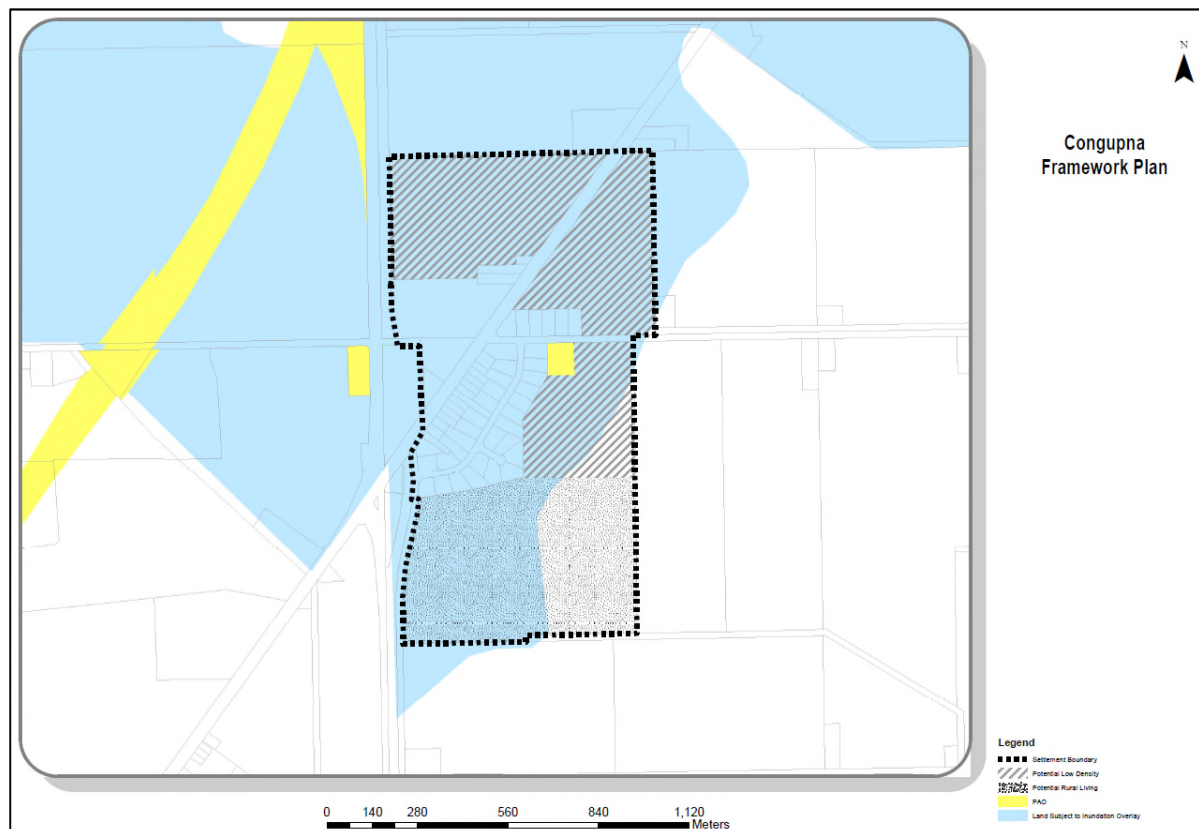 N
Congupna
Framework Plan
Legend
Settlement Boundary
Potential Low Density
Potential Rural Living
PAO
Land Subject to Inundation Overlay
0 140 280 560 840 1,120
Meters